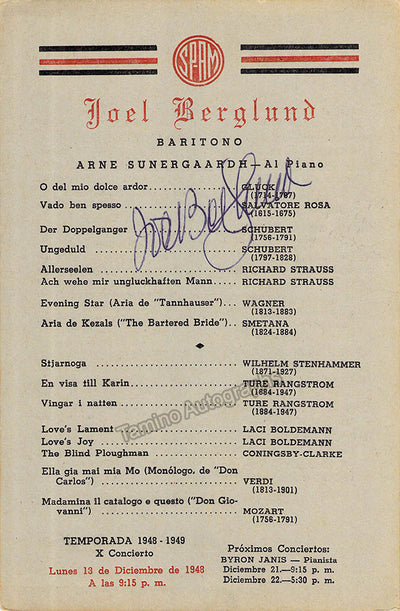 SPAM
Joel Berglund
BARITONO
ARNE SUNERGAARDH—Al Piano
O del mio dolce ardor.................GLUCK
(1714-1787)
Vado ben spesso.....................SALVATORE ROSA
(1615-1675)
Der Doppelganger....................SCHUBERT
(1756-1791)
Ungeduld..............................SCHUBERT
(1797-1828)
Allerseelen............................RICHARD STRAUSS
Ach wehe mir ungluckhaften Mann.....RICHARD STRAUSS
Evening Star (Aria de "Tannhauser")...WAGNER
(1813-1883)
Aria de Kezals ("The Bartered Bride")..SMETANA
(1824-1884)
Joel Berglund
Stjarnoga..............................WILHELM STENHAMMER
(1871-1927)
En visa till Karin......................TURE RANGSTROM
(1884-1947)
Vingar i natten........................TURE RANGSTROM
(1884-1947)
Love's Lament........................LACI BOLDEMANN
Love's Joy............................LACI BOLDEMANN
The Blind Ploughman................CONINGSBY-CLARKE
Ella gia mai mia Mo (Monólogo, de "Don
Carlos")............................VERDI
(1813-1901)
Madamina il catalogo e questo ("Don Gio-
vanni")..............................MOZART
(1756-1791)
Tamino Autographs
TEMPORADA 1948 - 1949
X Concierto
Lunes 13 de Diciembre de 1948
A las 9:15 p. m.
Próximos Conciertos:
BYRON JANIS — Pianista
Diciembre 21.—9:15 p. m.
Diciembre 22.—5:30 p. m.